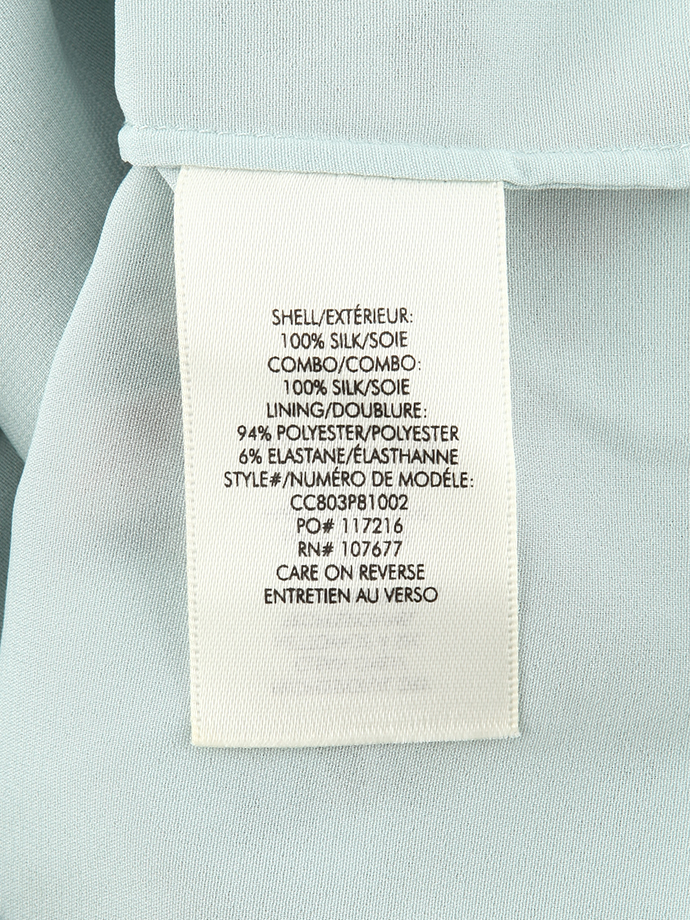 SHELL/EXTÉRIEUR:
100% SILK/SOIE
COMBO/COMBO:
100% SILK/SOIE
LINING/DOUBLURE:
94% POLYESTER/POLYESTER
6% ELASTANE/ÉLASTHANNE
STYLE#/NUMÉRO DE MODÉLE:
CC803P81002
PO# 117216
RN# 107677
CARE ON REVERSE
ENTRETIEN AU VERSO